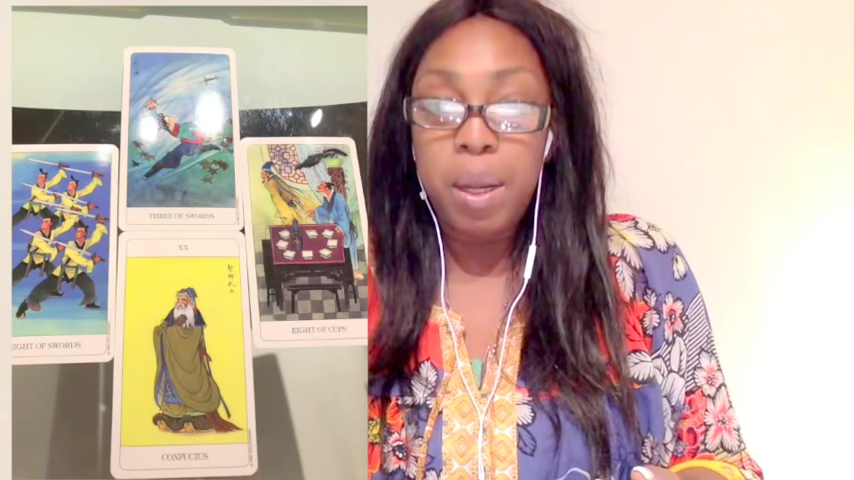 THREE OF SWORDS
IGHT OF SWORDS
EIGHT OF CUPS
XX
CONFUCIUS